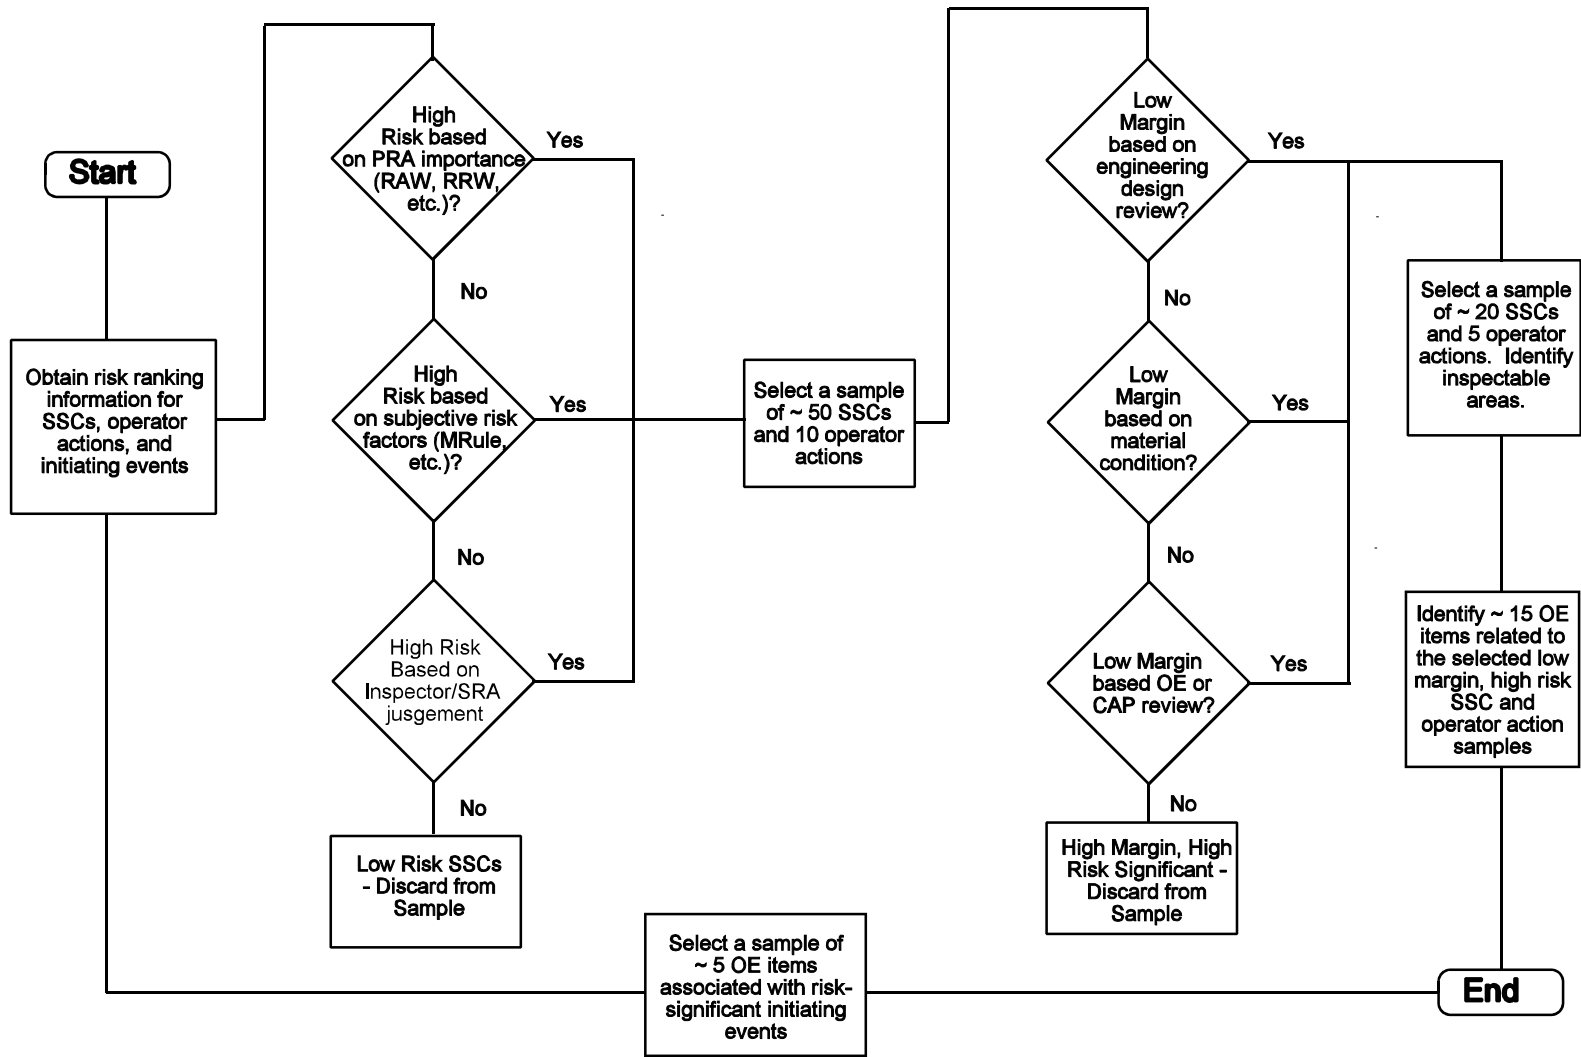 Start
Obtain risk ranking
information for
SSCs, operator
actions, and
initiating events
High
Risk based
on PRA importance
(RAW, RRW,
etc.)?
Yes
No
High
Risk based
on subjective risk
factors (MRule,
etc.)?
Yes
No
High Risk
Based on
Inspector/SRA
jusgement
Yes
No
Low Risk SSCs
- Discard from
Sample
Select a sample
of ~ 50 SSCs
and 10 operator
actions
Low
Margin
based on
engineering
design
review?
Yes
No
Low
Margin
based on
material
condition?
Yes
No
Low Margin
based OE or
CAP review?
Yes
No
High Margin, High
Risk Significant -
Discard from
Sample
Select a sample
of ~ 20 SSCs
and 5 operator
actions. Identify
inspectable
areas.
Identify ~ 15 OE
items related to
the selected low
margin, high risk
SSC and
operator action
samples
Select a sample of
~ 5 OE items
associated with risk-
significant initiating
events
End